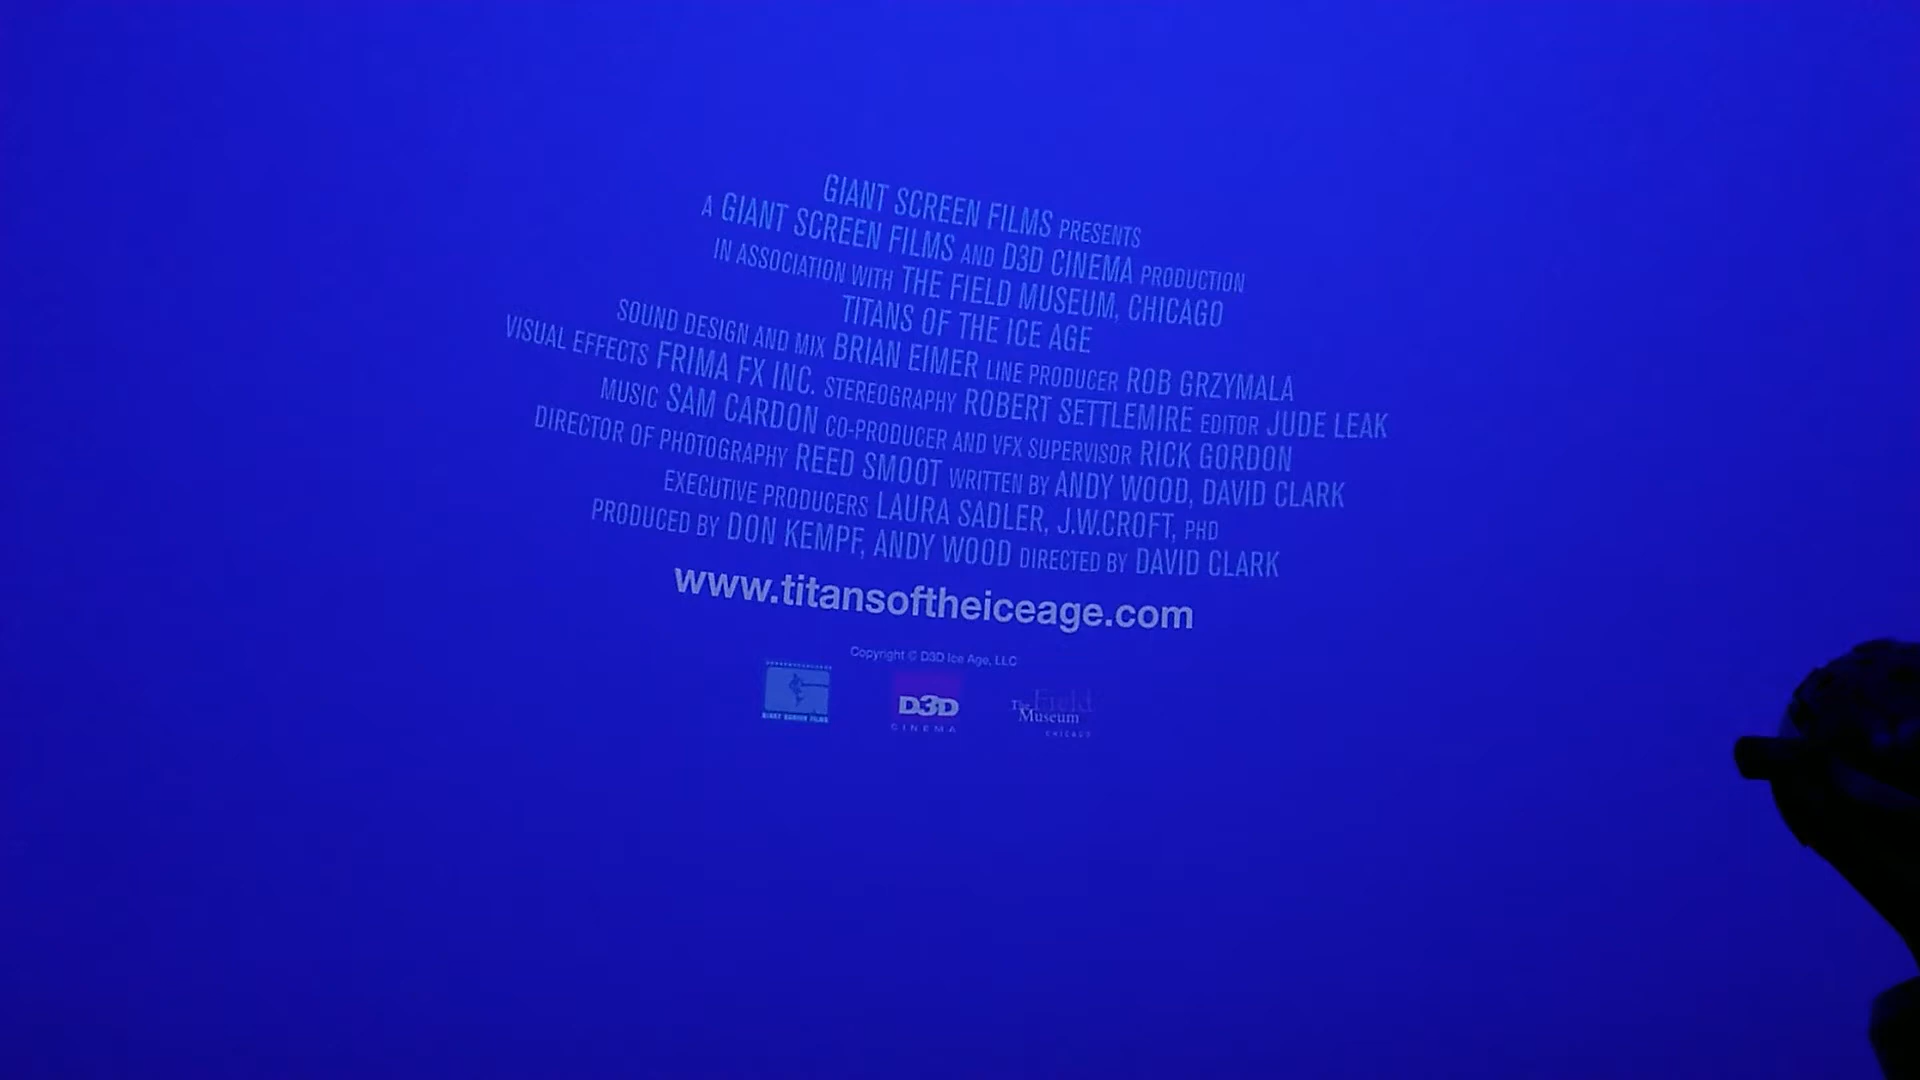 GIANT SCREEN FILMS PRESENTS
A GIANT SCREEN FILMS AND D3D CINEMA PRODUCTION
IN ASSOCIATION WITH THE FIELD MUSEUM, CHICAGO
TITANS OF THE ICE AGE
SOUND DESIGN AND MIX BRIAN EIMER LINE PRODUCER ROB GRZYMALA
VISUAL EFFECTS FRIMA FX INC. STEREOGRAPHY ROBERT SETTLEMIRE EDITOR JUDE LEAK
MUSIC SAM CARDON CO-PRODUCER AND VFX SUPERVISOR RICK GORDON
DIRECTOR OF PHOTOGRAPHY REED SMOOT WRITTEN BY ANDY WOOD, DAVID CLARK
EXECUTIVE PRODUCERS LAURA SADLER, J.W.CROFT, PHD
PRODUCED BY DON KEMPF, ANDY WOOD DIRECTED BY DAVID CLARK
www.titansoftheiceage.com
Copyright © D3D Ice Age, LLC
GIANT SCREEN FILMS
D3D
CINEMA
The Field
Museum
CHICAGO